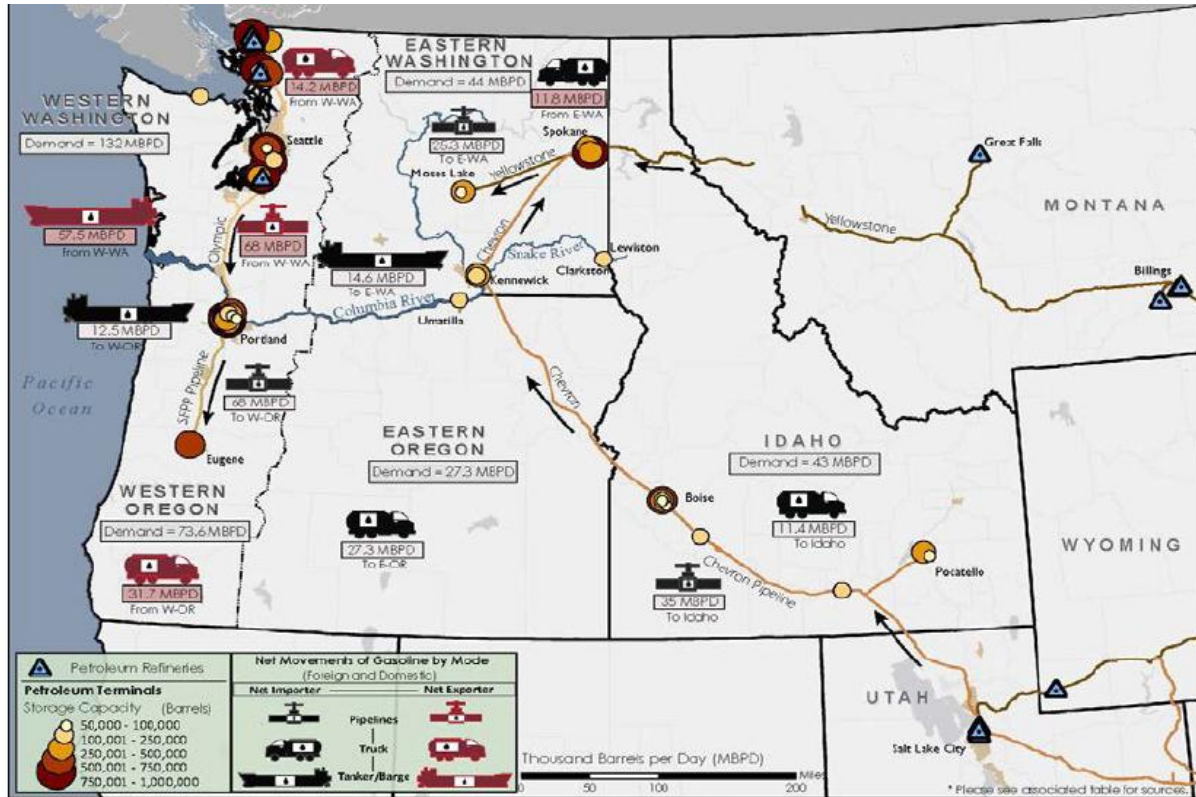 WESTERN
WASHINGTON
Demand = 132 MBPD
14.2 MBPD
From W-WA
EASTERN
WASHINGTON
Demand = 44 MBPD
11.8 MBPD
From E-WA
25.3 MBPD
To E-WA
Spokane
Seattle
Moses Lake
Yellowstone
Great Falls
MONTANA
57.5 MBPD
From W-WA
Olympic
68 MBPD
From W-WA
14.6 MBPD
To E-WA
Chevron
Snake River
Lewiston
Clarkston
Kennewick
Yellowstone
Billings
12.5 MBPD
To W-OR
Portland
Columbia River
Umatilla
Pacific
Ocean
SFPP Pipeline
68 MBPD
To W-OR
Chevron
Eugene
EASTERN
OREGON
Demand = 27.3 MBPD
IDAHO
Demand = 43 MBPD
WESTERN
OREGON
Demand = 73.6 MBPD
27.3 MBPD
To E-OR
Boise
11.4 MBPD
To Idaho
WYOMING
31.7 MBPD
From W-OR
35 MBPD
To Idaho
Chevron Pipeline
Pocatello
UTAH
Salt Lake City
Petroleum Refineries
Petroleum Terminals
Storage Capacity (Barrels)
50,000 - 100,000
100,001 - 250,000
250,001 - 500,000
500,001 - 750,000
750,001 - 1,000,000
Net Movements of Gasoline by Mode
(Foreign and Domestic)
Net Importer Net Exporter
Pipelines
Truck
Tanker/Barge
Thousand Barrels per Day (MBPD)
Miles
0 50 100 200
* Please see associated table for sources.